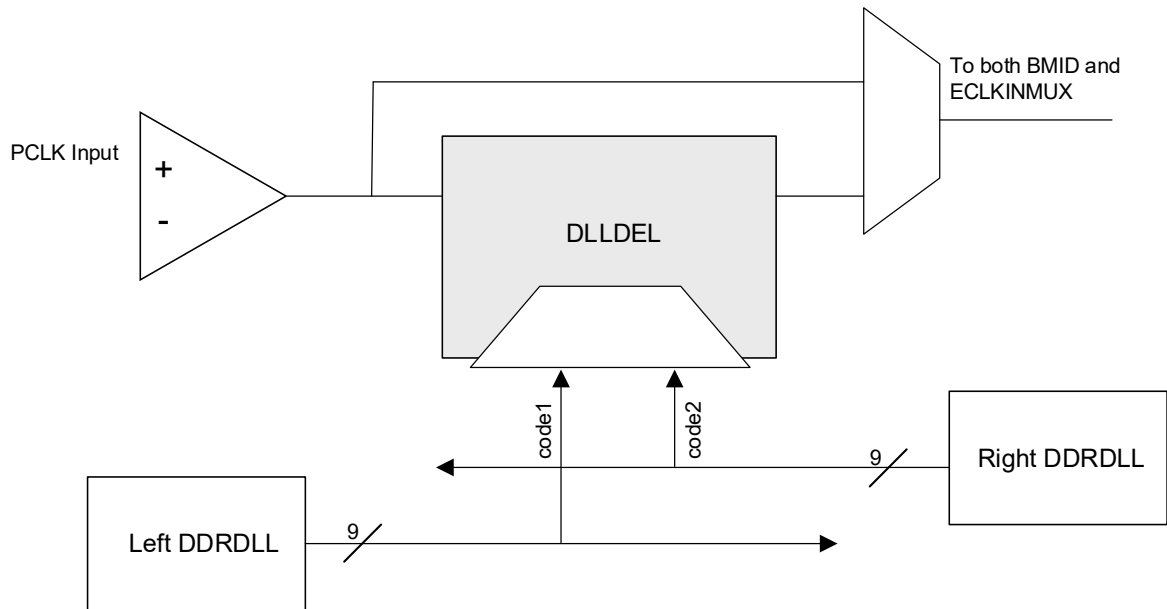 To both BMID and
ECLKINMUX
PCLK Input
+
-
DLLDEL
code1
code2
9
Right DDRDLL
9
Left DDRDLL